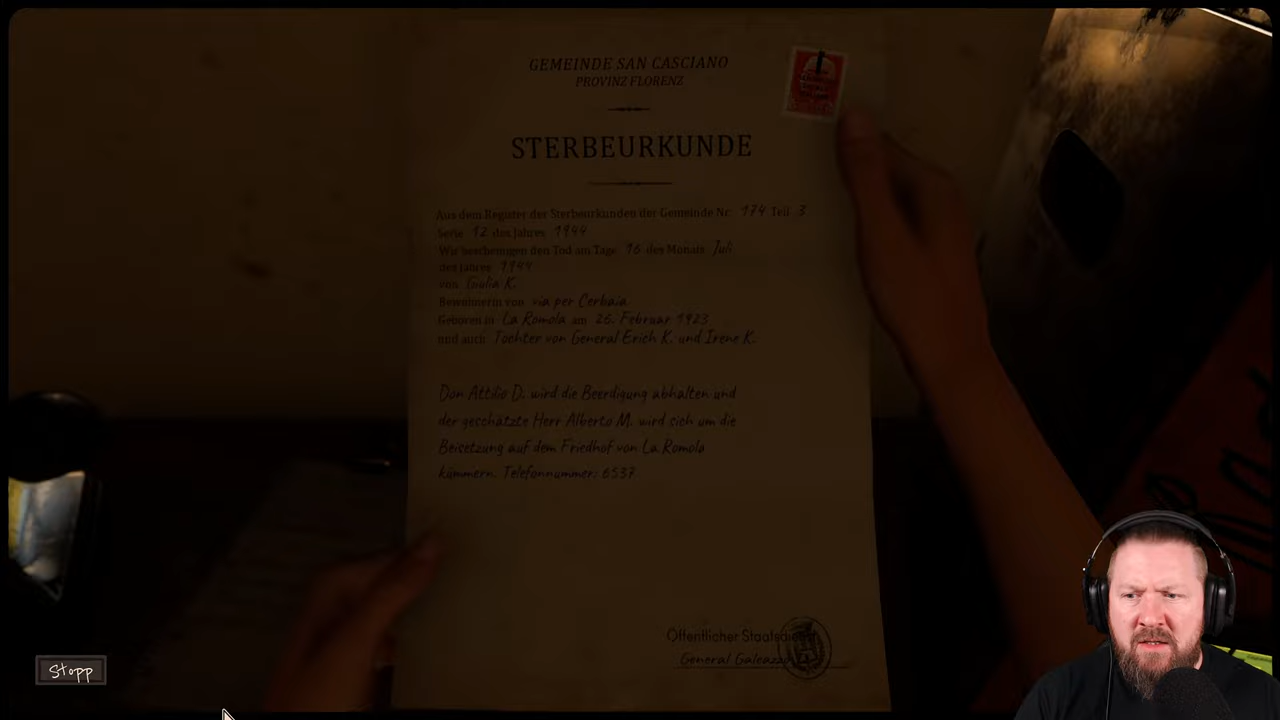 GEMEINDE SAN CASCIANO
PROVINZ FLORENZ
STERBEURKUNDE
Aus dem Register der Sterbeurkunden der Gemeinde Nr. 174 Teil 3
Serie 12 des Jahres 1944
Wir bescheinigen den Tod am Tage 16 des Monats Juli
des Jahres 1944
von Giulia K.
Bewohnerin von via per Cerbaia
Geboren in La Romola am 26. Februar 1923
und auch Tochter von General Erich K. und Irene K.
Don Attilio D. wird die Beerdigung abhalten und
der geschätzte Herr Alberto M. wird sich um die
Beisetzung auf dem Friedhof von La Romola
kümmern. Telefonnummer: 6537
Öffentlicher
General
Stopp